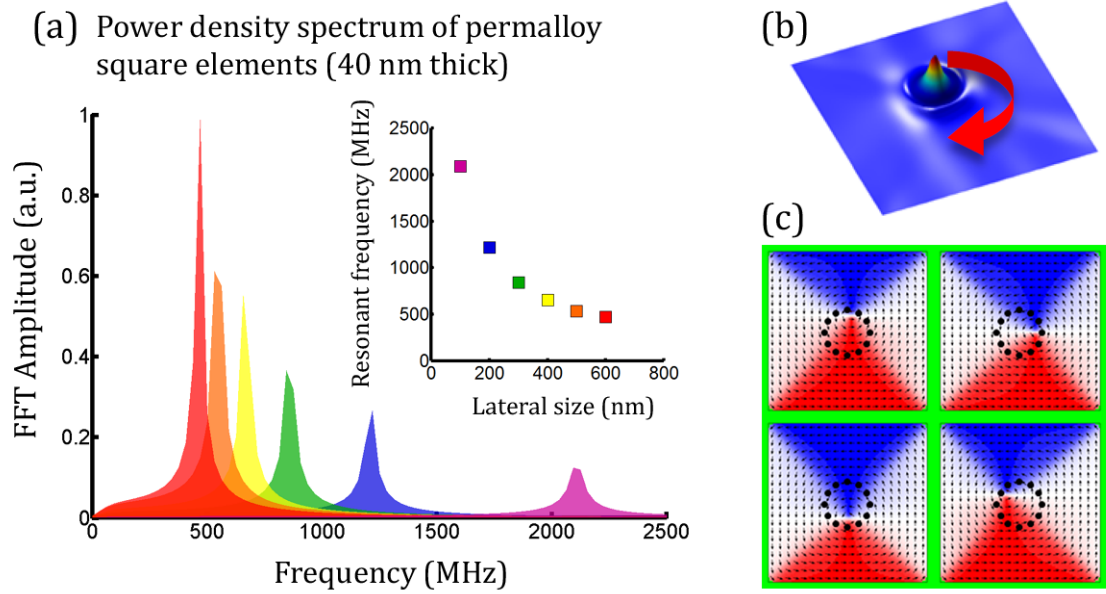 (a) Power density spectrum of permalloy
square elements (40 nm thick)
FFT Amplitude (a.u.)
1
0.8
0.6
0.4
0.2
0
0 500 1000 1500 2000 2500
Frequency (MHz)
Resonant frequency (MHz)
2500
2000
1500
1000
500
0
0 200 400 600 800
Lateral size (nm)
(b)
(c)